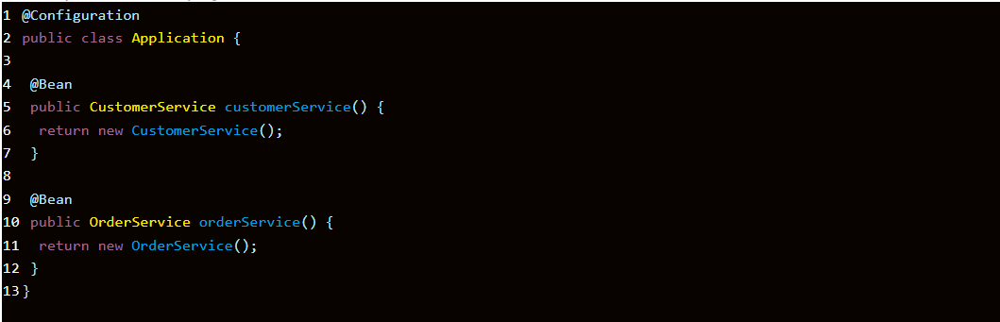 1 @Configuration
2 public class Application {
3
4  @Bean
5  public CustomerService customerService() {
6   return new CustomerService();
7  }
8
9  @Bean
10 public OrderService orderService() {
11  return new OrderService();
12 }
13}